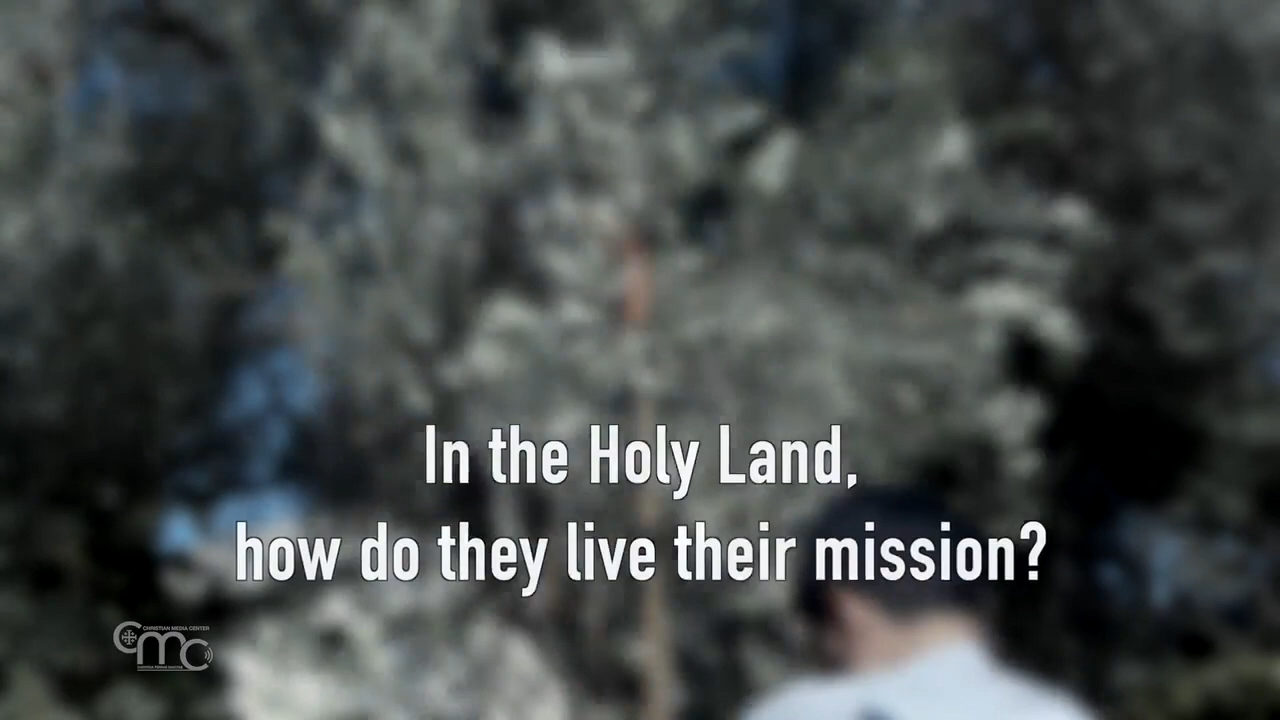 In the Holy Land,
how do they live their mission?
CMC
CHRISTIAN MEDIA CENTER